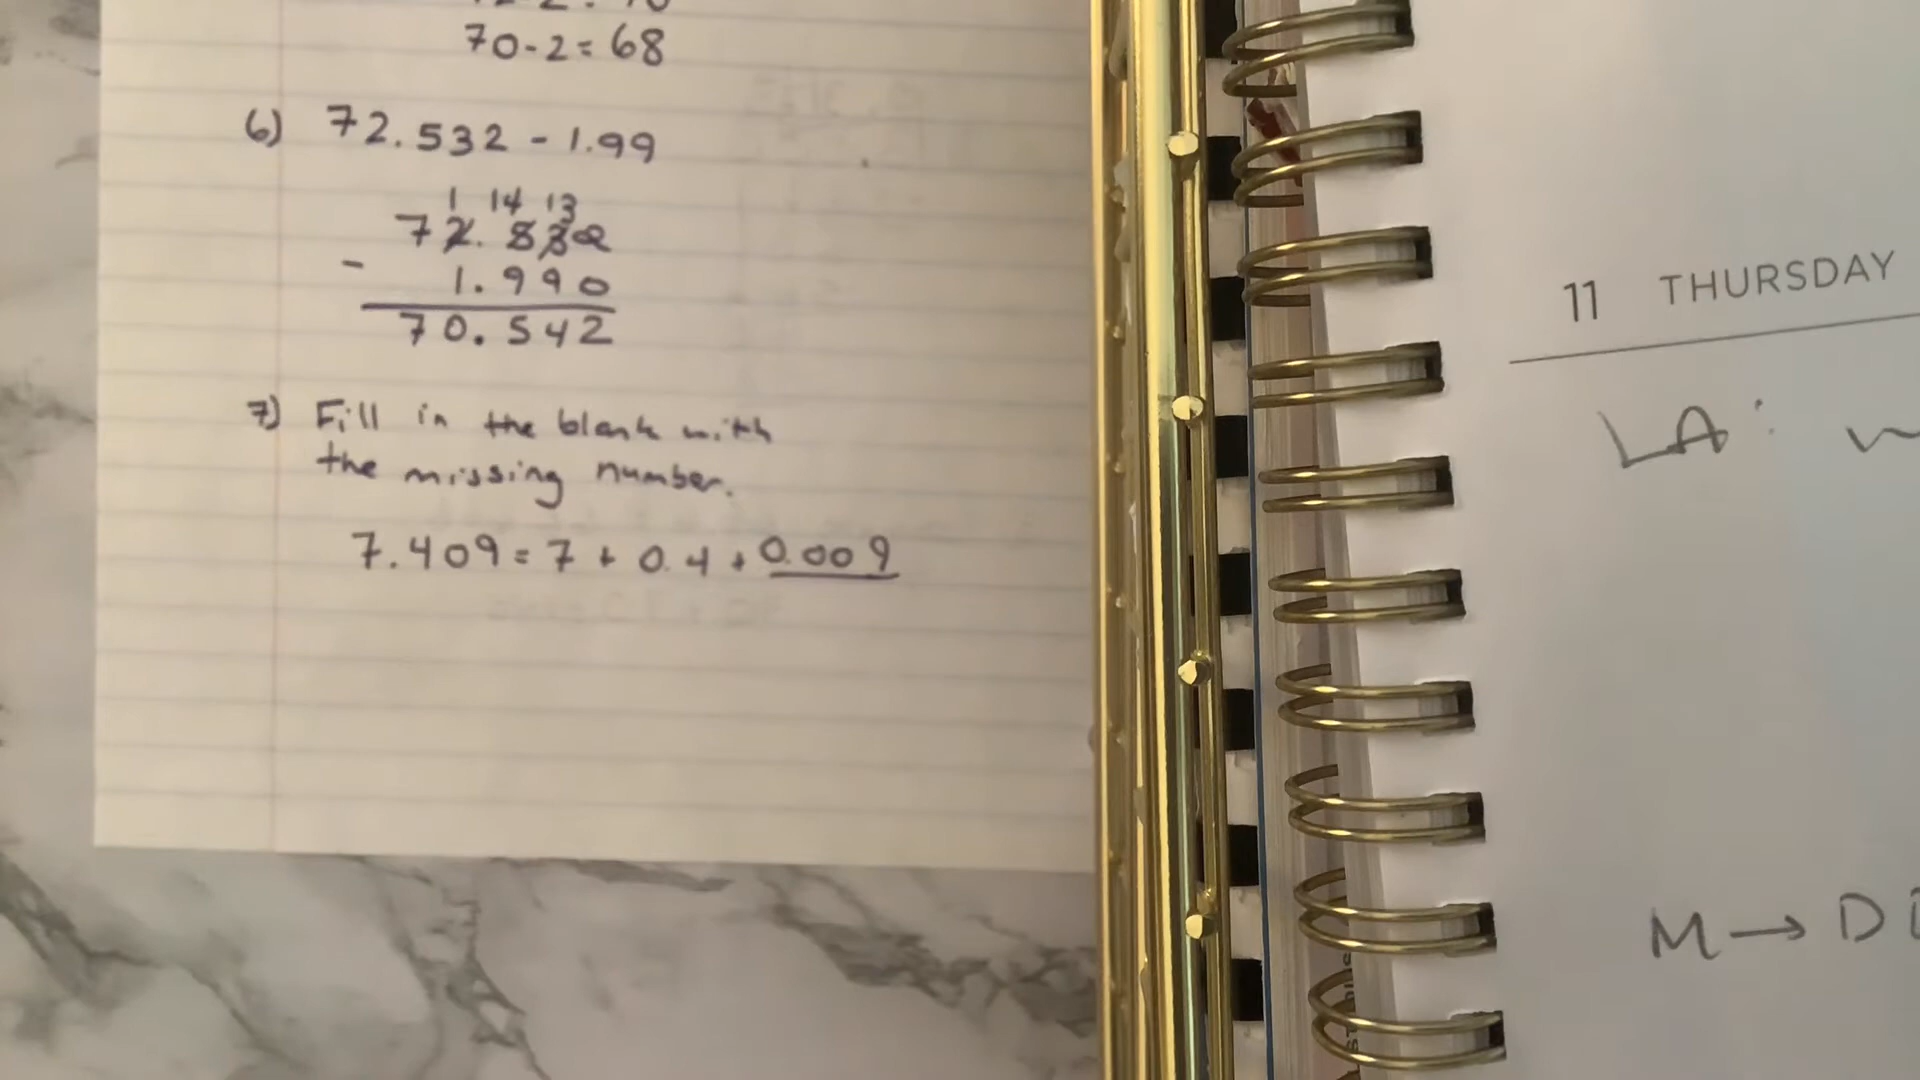 70-2=68
6) 72.532 - 1.99
1 14 13
72.532
- 1.990
70.542
7) Fill in the blank with
the missing number.
7.409 = 7 + 0.4 + 0.009
11 THURSDAY
LA:
M → D